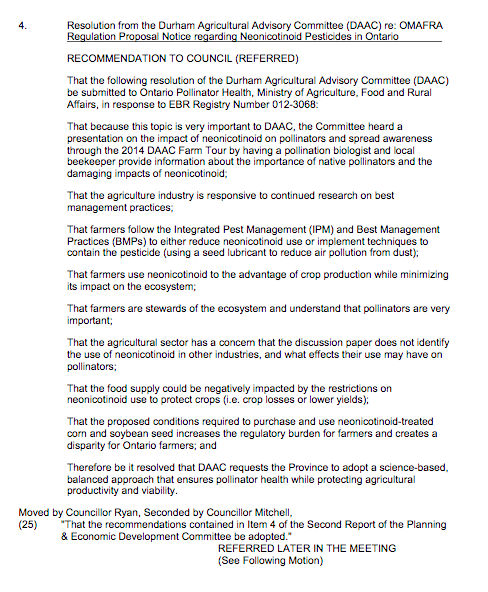 4. Resolution from the Durham Agricultural Advisory Committee (DAAC) re: OMAFRA
Regulation Proposal Notice regarding Neonicotinoid Pesticides in Ontario
RECOMMENDATION TO COUNCIL (REFERRED)
That the following resolution of the Durham Agricultural Advisory Committee (DAAC)
be submitted to Ontario Pollinator Health, Ministry of Agriculture, Food and Rural
Affairs, in response to EBR Registry Number 012-3068:
That because this topic is very important to DAAC, the Committee heard a
presentation on the impact of neonicotinoid on pollinators and spread awareness
through the 2014 DAAC Farm Tour by having a pollination biologist and local
beekeeper provide information about the importance of native pollinators and the
damaging impacts of neonicotinoid;
That the agriculture industry is responsive to continued research on best
management practices;
That farmers follow the Integrated Pest Management (IPM) and Best Management
Practices (BMPs) to either reduce neonicotinoid use or implement techniques to
contain the pesticide (using a seed lubricant to reduce air pollution from dust);
That farmers use neonicotinoid to the advantage of crop production while minimizing
its impact on the ecosystem;
That farmers are stewards of the ecosystem and understand that pollinators are very
important;
That the agricultural sector has a concern that the discussion paper does not identify
the use of neonicotinoid in other industries, and what effects their use may have on
pollinators;
That the food supply could be negatively impacted by the restrictions on
neonicotinoid use to protect crops (i.e. crop losses or lower yields);
That the proposed conditions required to purchase and use neonicotinoid-treated
corn and soybean seed increases the regulatory burden for farmers and creates a
disparity for Ontario farmers; and
Therefore be it resolved that DAAC requests the Province to adopt a science-based,
balanced approach that ensures pollinator health while protecting agricultural
productivity and viability.
Moved by Councillor Ryan, Seconded by Councillor Mitchell,
(25) "That the recommendations contained in Item 4 of the Second Report of the Planning
& Economic Development Committee be adopted."
REFERRED LATER IN THE MEETING
(See Following Motion)